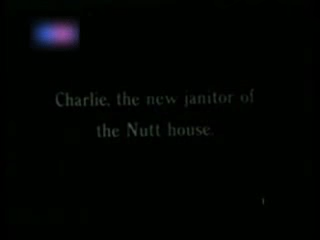 Charlie, the new janitor of
the Nutt house.